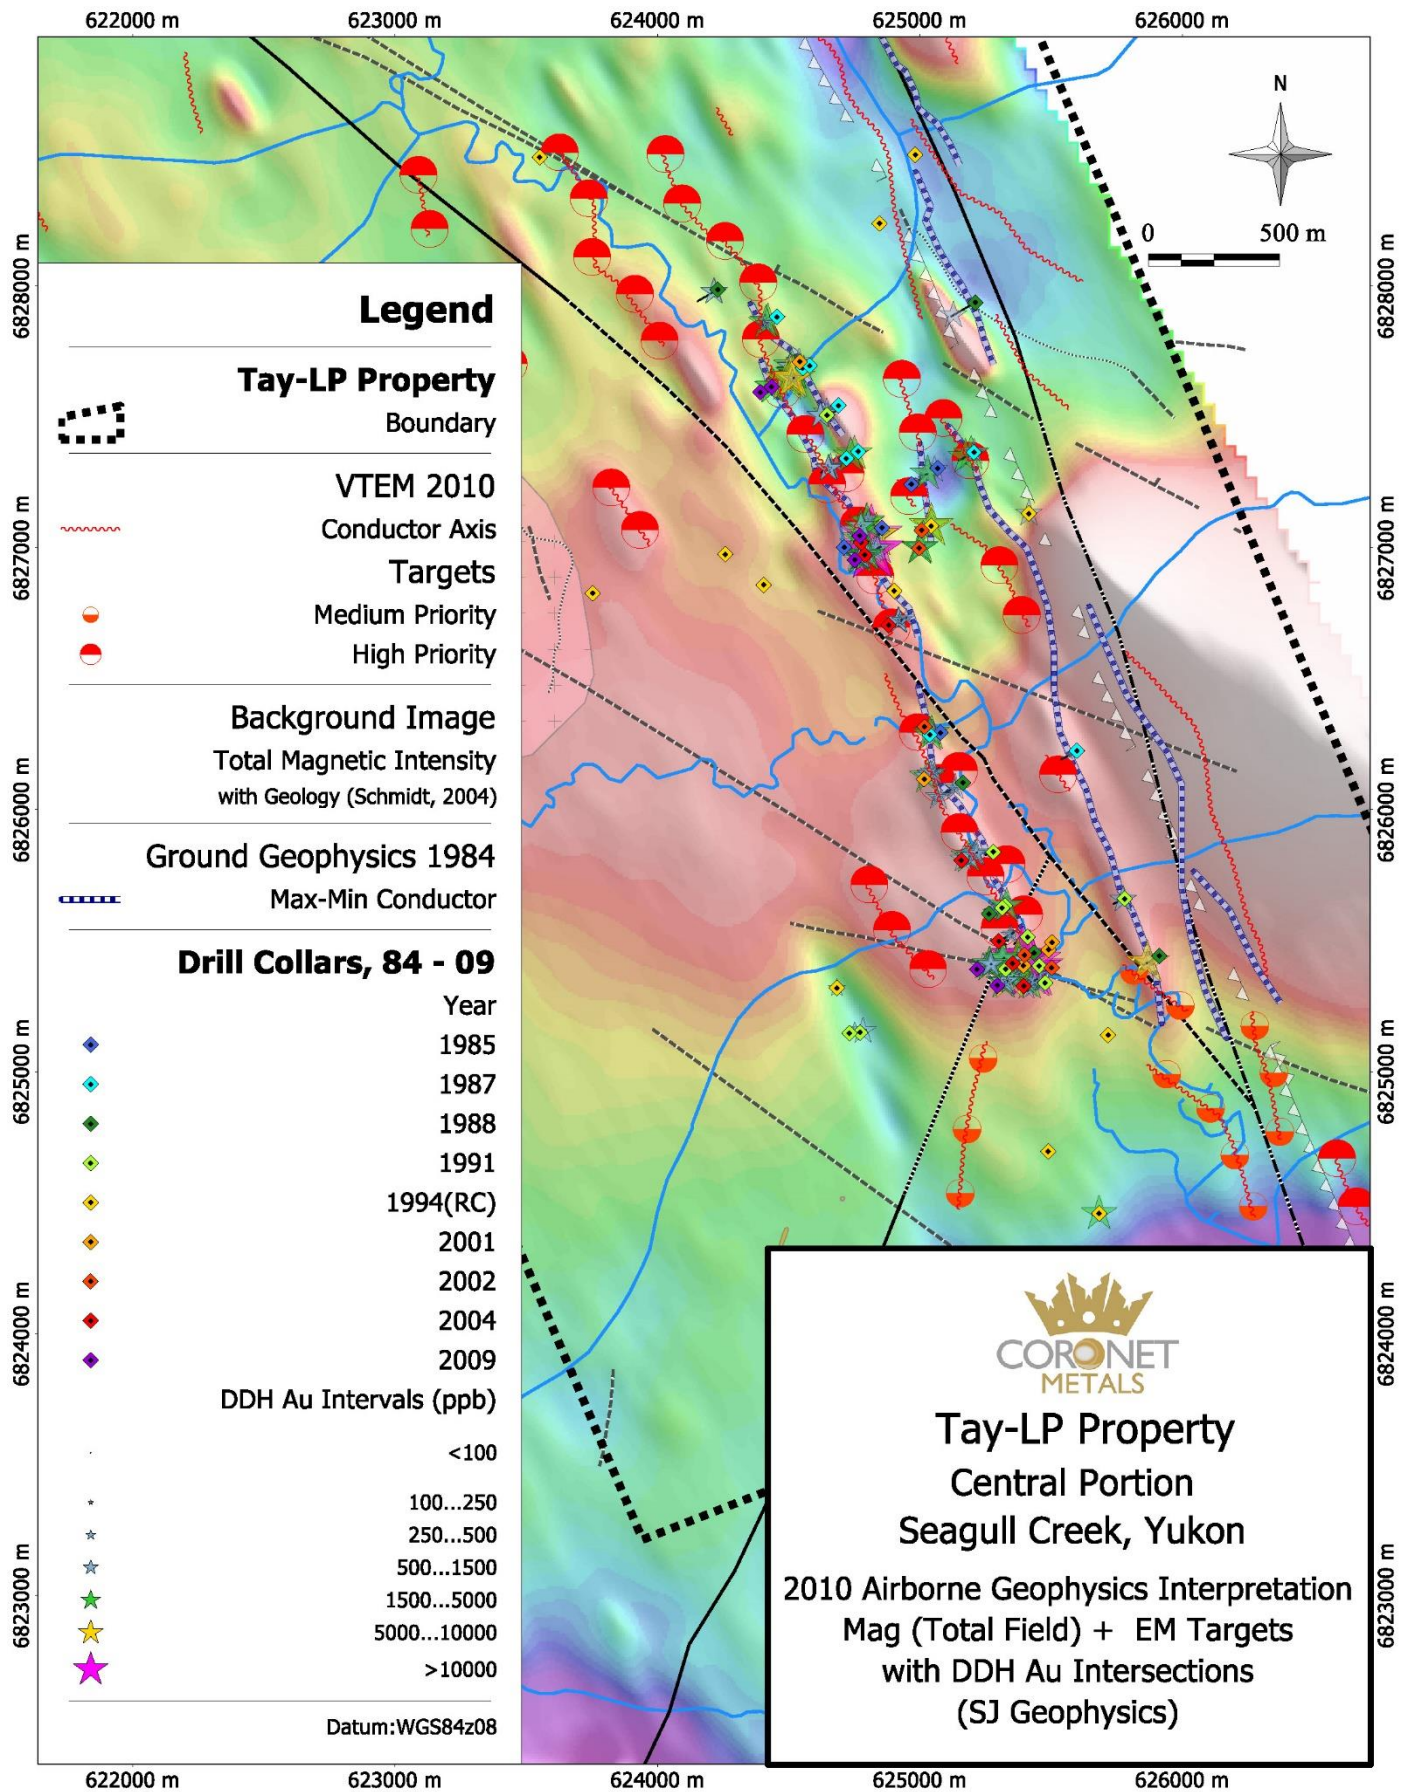 622000 m
623000 m
624000 m
625000 m
626000 m
N
0
500 m
6828000 m
6827000 m
6826000 m
6825000 m
6824000 m
6823000 m
6828000 m
6827000 m
6826000 m
6825000 m
6824000 m
6823000 m
Legend
Tay-LP Property
Boundary
VTEM 2010
Conductor Axis
Targets
Medium Priority
High Priority
Background Image
Total Magnetic Intensity
with Geology (Schmidt, 2004)
Ground Geophysics 1984
Max-Min Conductor
Drill Collars, 84 - 09
Year
1985
1987
1988
1991
1994(RC)
2001
2002
2004
2009
DDH Au Intervals (ppb)
<100
100...250
250...500
500...1500
1500...5000
5000...10000
>10000
Datum:WGS84z08
CORONET
METALS
Tay-LP Property
Central Portion
Seagull Creek, Yukon
2010 Airborne Geophysics Interpretation
Mag (Total Field) + EM Targets
with DDH Au Intersections
(SJ Geophysics)
622000 m
623000 m
624000 m
625000 m
626000 m